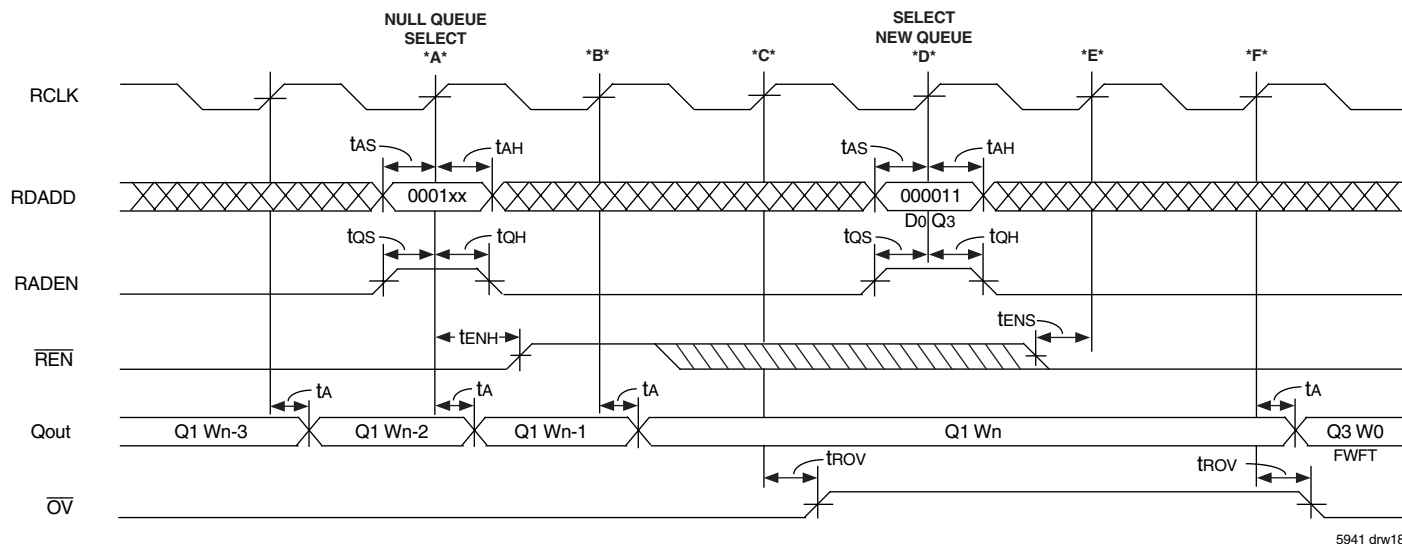 NULL QUEUE
SELECT
*A*
*B*
*C*
SELECT
NEW QUEUE
*D*
*E*
*F*
RCLK
tAS
tAH
tAS
tAH
RDADD
0001xx
000011
D0 Q3
tQS
tQH
tQS
tQH
RADEN
tENH
tENS
REN
tA
tA
tA
tA
Qout
Q1 Wn-3
Q1 Wn-2
Q1 Wn-1
Q1 Wn
Q3 W0
FWFT
tROV
tROV
OV
5941 drw18